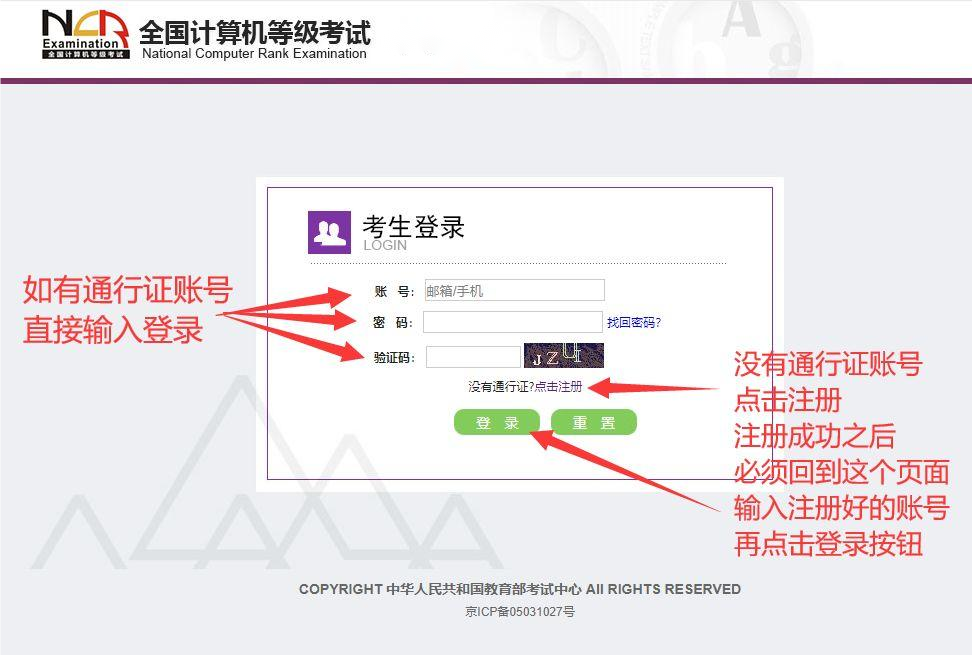 NCR
Examination
全国计算机等级考试
全国计算机等级考试
National Computer Rank Examination
考生登录
LOGIN
如有通行证账号
直接输入登录
账 号： 邮箱/手机
密 码： 找回密码?
验证码： JZUI
没有通行证?点击注册
登 录 重 置
没有通行证账号
点击注册
注册成功之后
必须回到这个页面
输入注册好的账号
再点击登录按钮
COPYRIGHT 中华人民共和国教育部考试中心 All RIGHTS RESERVED
京ICP备05031027号